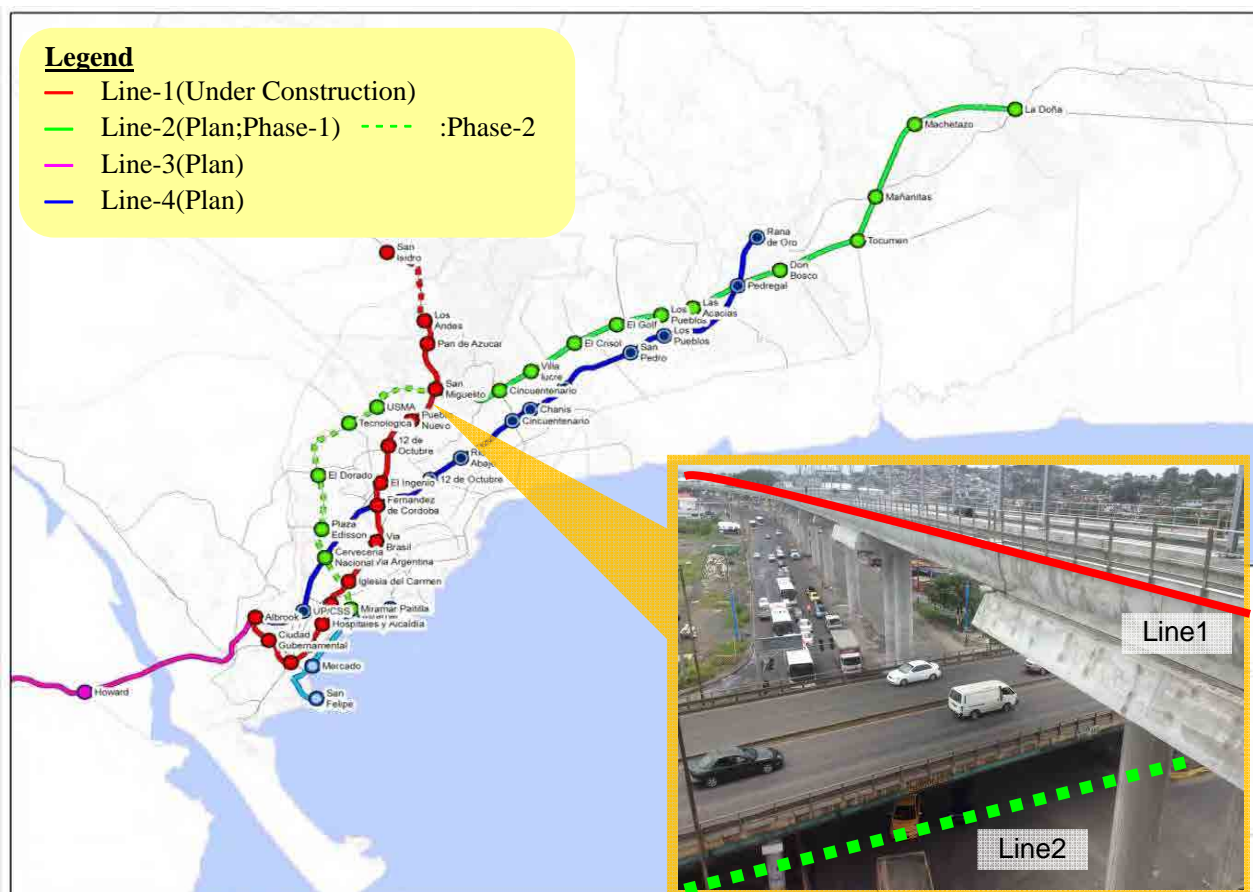 Legend
Line-1(Under Construction)
Line-2(Plan;Phase-1) :Phase-2
Line-3(Plan)
Line-4(Plan)
La Doña
Machetazo
Mañanitas
Tocumen
Rana
de Oro
Don
Bosco
Pedregal
Las
Acacias
Los
Pueblos
Los
Pueblos
El Golf
San
Pedro
El Crisol
Villa
lucre
Cincuentenario
Chanis
Cincuentenario
San
Isidro
Los
Andes
Pan de Azucar
San
Miguelito
USMA
Tecnologica
Pueblo
Nuevo
12 de
Octubre
Rio
Abajo
12 de Octubre
El Dorado
El Ingenio
Fernandez
de Cordoba
Plaza
Edisson
Via
Brasil
Cerveceria
Nacional
Via Argentina
Iglesia del Carmen
Albrook
UP/CSS
Miramar Paitilla
Hospitales y Alcaldía
Ciudad
Gubernamental
Mercado
San
Felipe
Howard
Line1
Line2